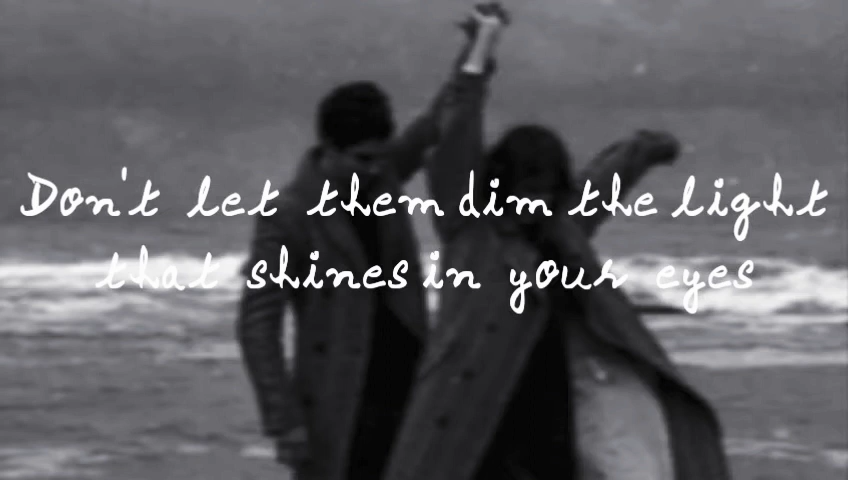 Don't let them dim the light
that shines in your eyes